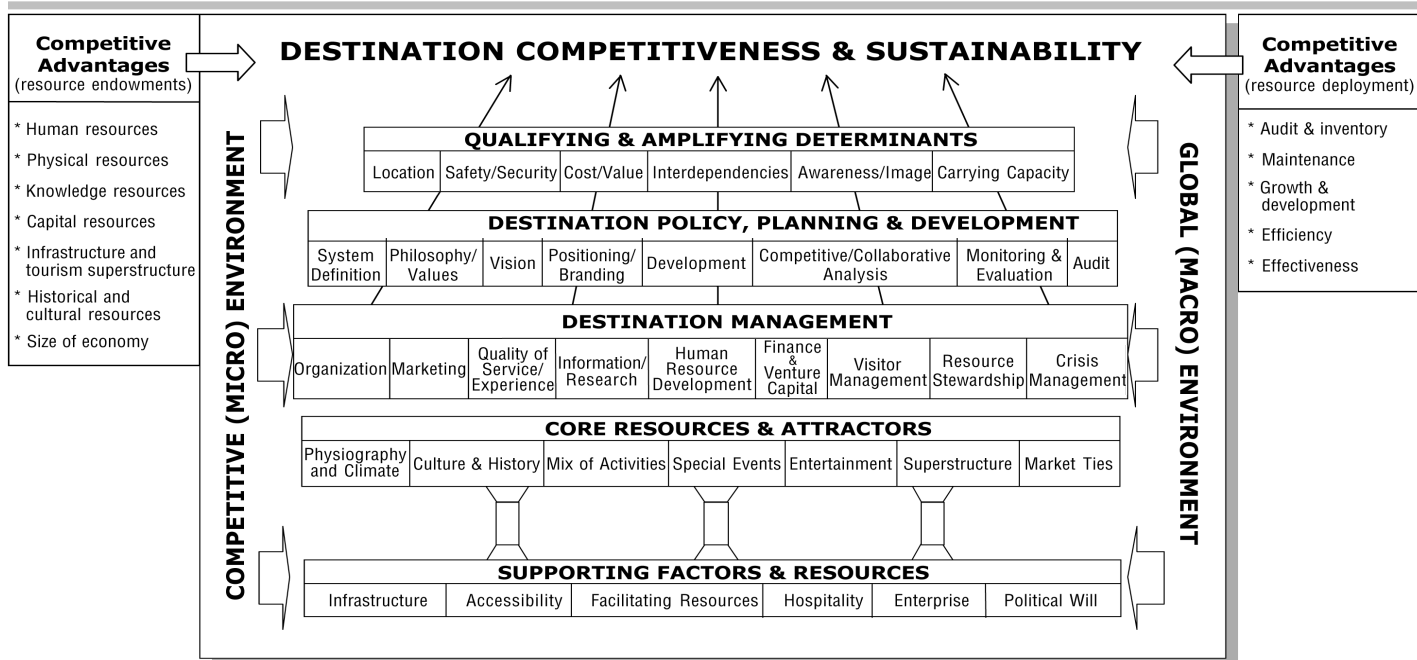 Competitive
Advantages
(resource endowments)
* Human resources
* Physical resources
* Knowledge resources
* Capital resources
* Infrastructure and
tourism superstructure
* Historical and
cultural resources
* Size of economy
COMPETITIVE (MICRO) ENVIRONMENT
DESTINATION COMPETITIVENESS & SUSTAINABILITY
QUALIFYING & AMPLIFYING DETERMINANTS
Location
Safety/Security
Cost/Value
Interdependencies
Awareness/Image
Carrying Capacity
DESTINATION POLICY, PLANNING & DEVELOPMENT
System
Definition
Philosophy/
Values
Vision
Positioning/
Branding
Development
Competitive/Collaborative
Analysis
Monitoring &
Evaluation
Audit
DESTINATION MANAGEMENT
Organization
Marketing
Quality of
Service/
Experience
Information/
Research
Human
Resource
Development
Finance
&
Venture
Capital
Visitor
Management
Resource
Stewardship
Crisis
Management
CORE RESOURCES & ATTRACTORS
Physiography
and Climate
Culture & History
Mix of Activities
Special Events
Entertainment
Superstructure
Market Ties
SUPPORTING FACTORS & RESOURCES
Infrastructure
Accessibility
Facilitating Resources
Hospitality
Enterprise
Political Will
GLOBAL (MACRO) ENVIRONMENT
Competitive
Advantages
(resource deployment)
* Audit & inventory
* Maintenance
* Growth &
development
* Efficiency
* Effectiveness